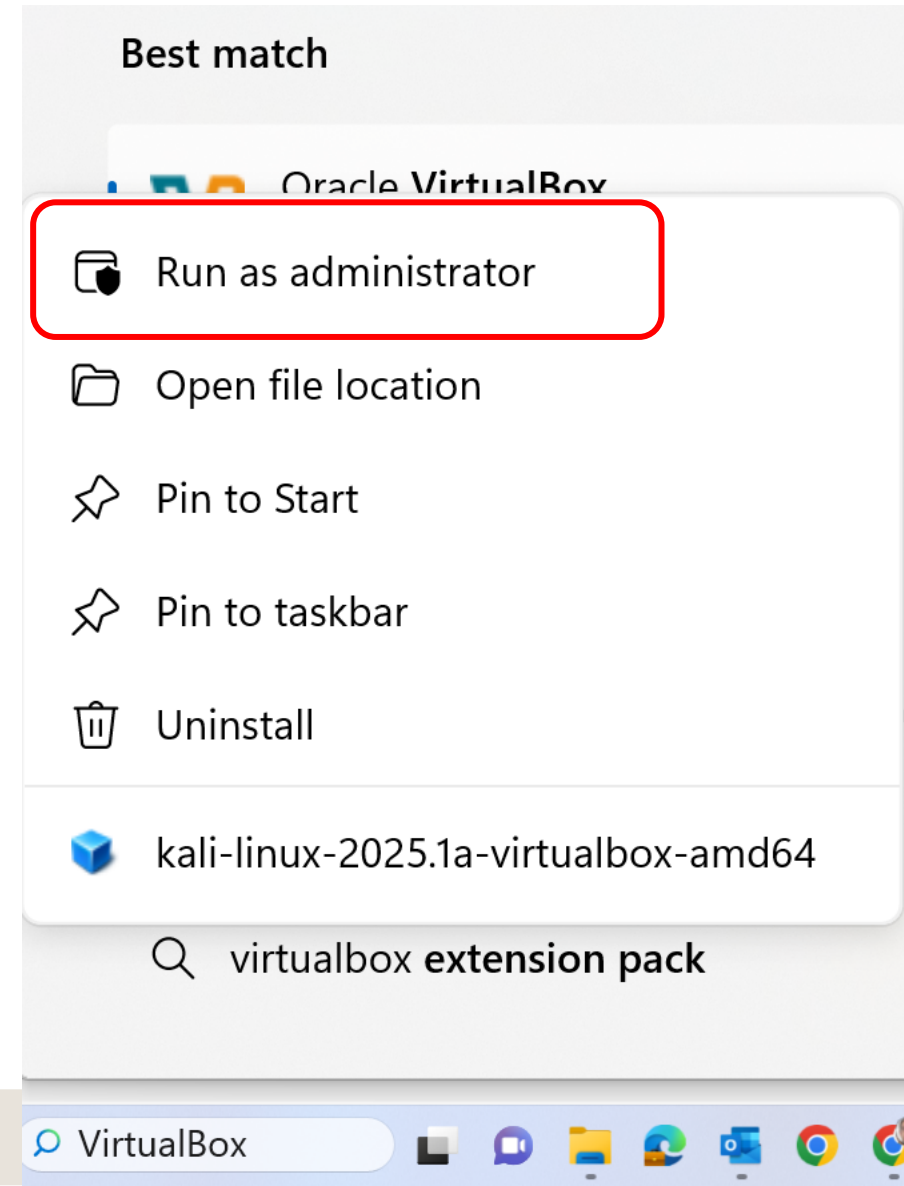 Best match
Oracle VirtualBox
Run as administrator
Open file location
Pin to Start
Pin to taskbar
Uninstall
kali-linux-2025.1a-virtualbox-amd64
virtualbox extension pack
VirtualBox